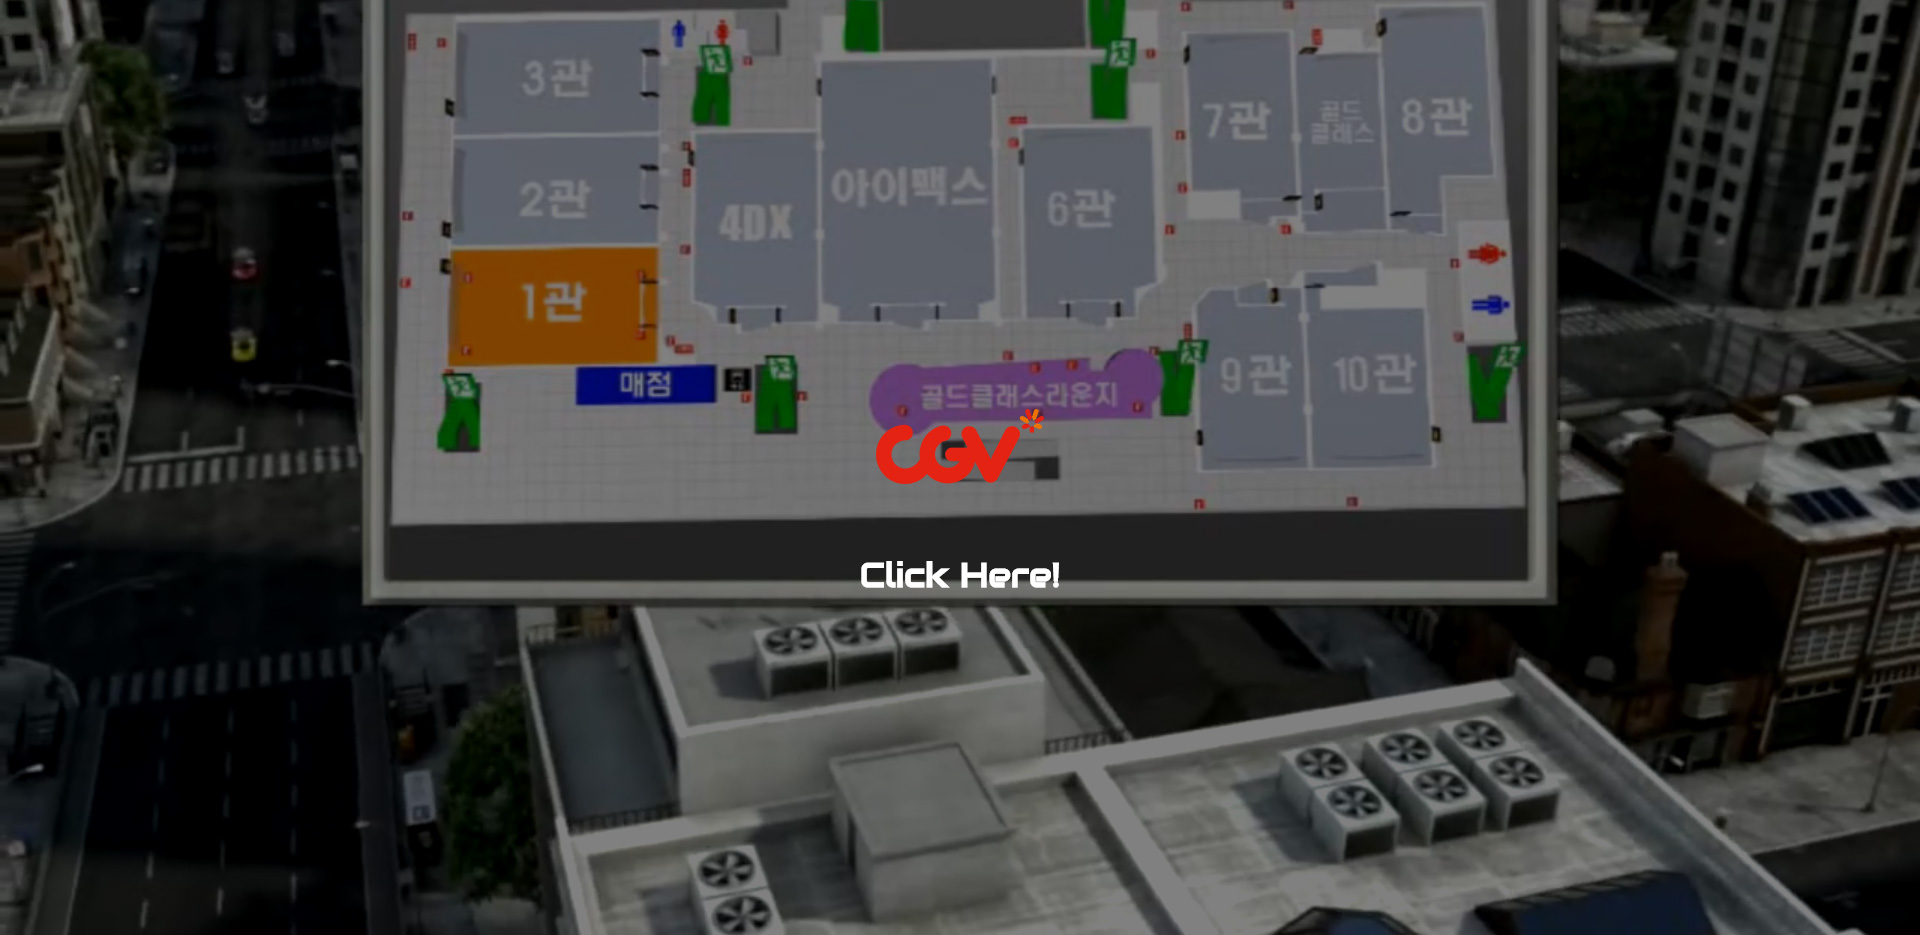 3관
2관
1관
4DX
아이맥스
6관
7관
골드
클래스
8관
매점
골드클래스라운지
9관
10관
CGV
Click Here!